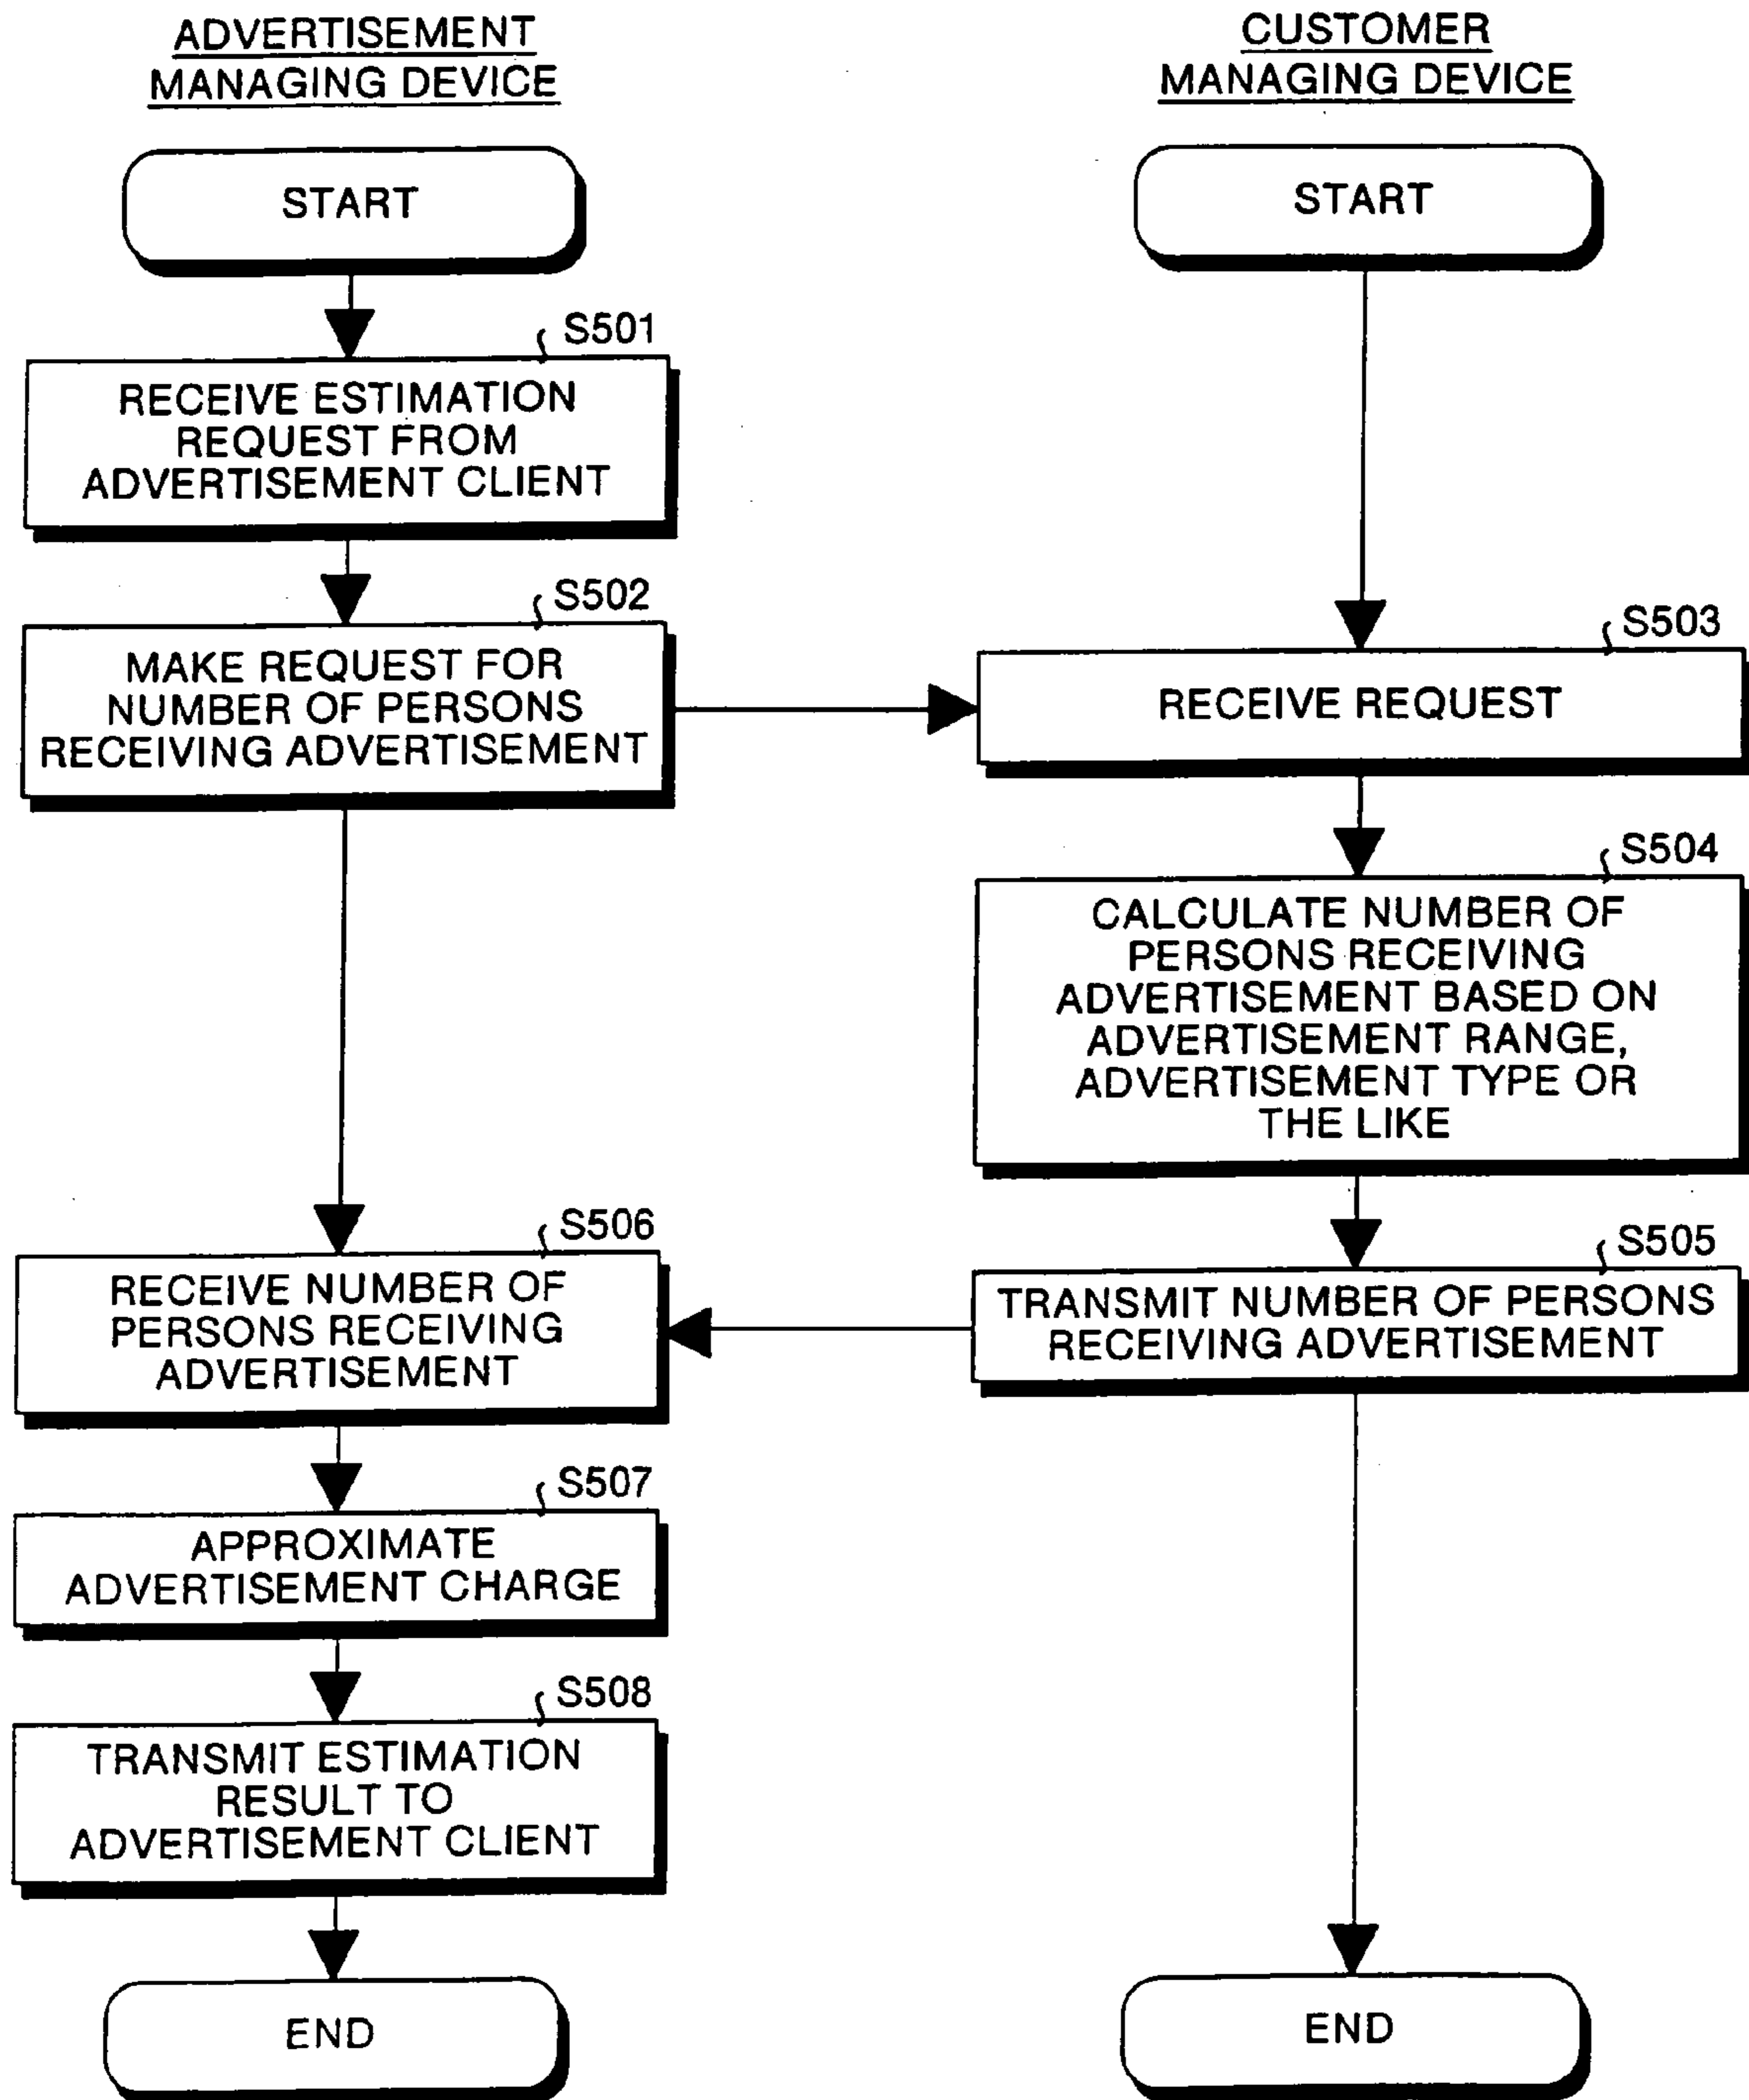 ADVERTISEMENT
MANAGING DEVICE
START
S501
RECEIVE ESTIMATION
REQUEST FROM
ADVERTISEMENT CLIENT
S502
MAKE REQUEST FOR
NUMBER OF PERSONS
RECEIVING ADVERTISEMENT
S506
RECEIVE NUMBER OF
PERSONS RECEIVING
ADVERTISEMENT
S507
APPROXIMATE
ADVERTISEMENT CHARGE
S508
TRANSMIT ESTIMATION
RESULT TO
ADVERTISEMENT CLIENT
END
CUSTOMER
MANAGING DEVICE
START
S503
RECEIVE REQUEST
S504
CALCULATE NUMBER OF
PERSONS RECEIVING
ADVERTISEMENT BASED ON
ADVERTISEMENT RANGE,
ADVERTISEMENT TYPE OR
THE LIKE
S505
TRANSMIT NUMBER OF PERSONS
RECEIVING ADVERTISEMENT
END